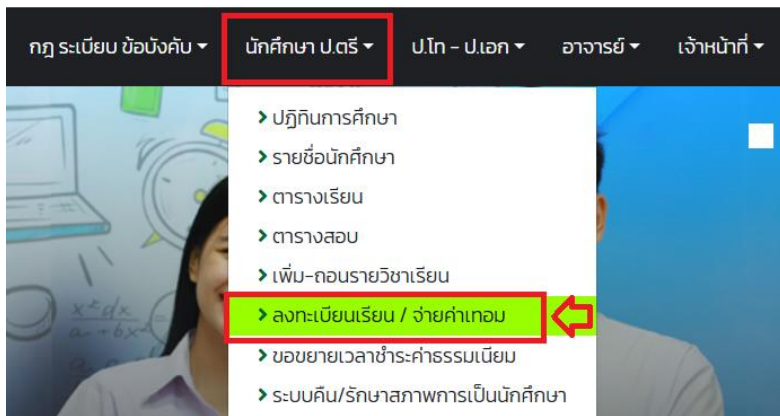 กฎ ระเบียบ ข้อบังคับ นักศึกษา ป.ตรี ป.โท - ป.เอก อาจารย์ เจ้าหน้าที่
ปฏิทินการศึกษา
รายชื่อนักศึกษา
ตารางเรียน
ตารางสอบ
เพิ่ม-ถอนรายวิชาเรียน
ลงทะเบียนเรียน / จ่ายค่าเทอม
ขอขยายเวลาชำระค่าธรรมเนียม
ระบบคืน/รักษาสภาพการเป็นนักศึกษา